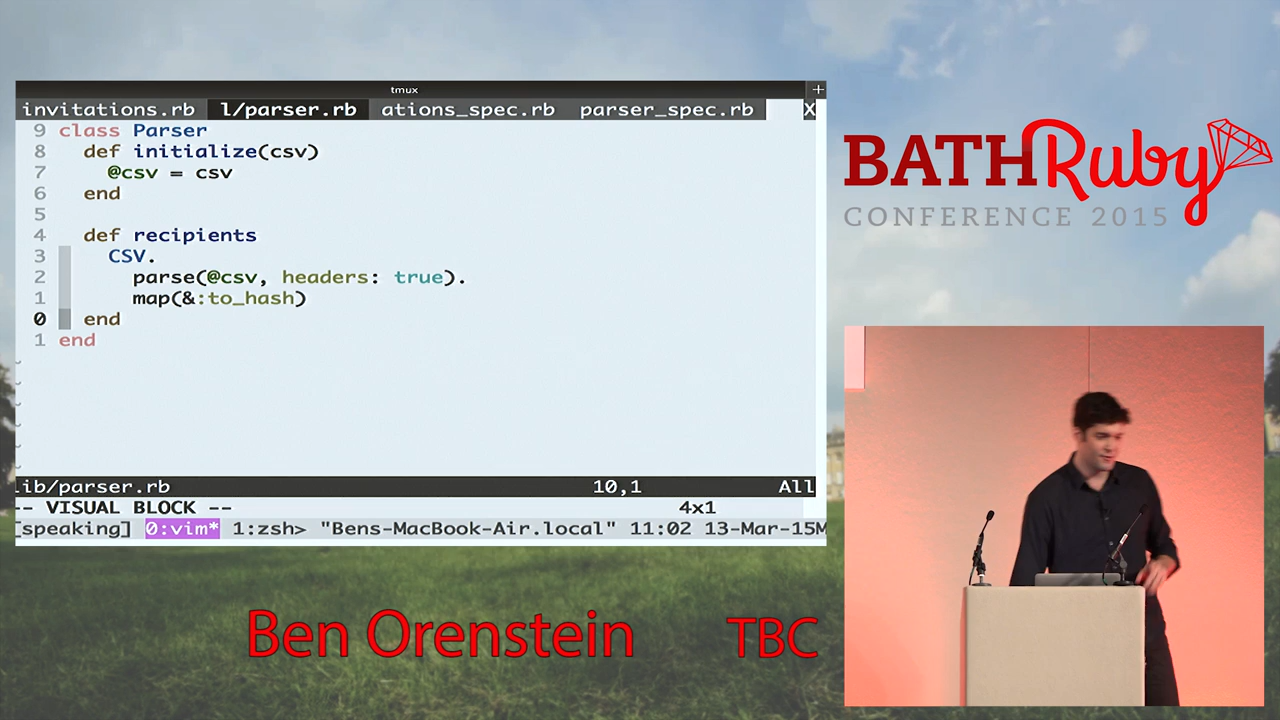 tmux +
invitations.rb l/parser.rb ations_spec.rb parser_spec.rb X
9 class Parser
8 def initialize(csv)
7 @csv = csv
6 end
5
4 def recipients
3 CSV.
2 parse(@csv, headers: true).
1 map(&:to_hash)
0 end
1 end
lib/parser.rb 10,1 All
-- VISUAL BLOCK -- 4x1
[speaking] 0:vim* 1:zsh> "Bens-MacBook-Air.local" 11:02 13-Mar-15M
BATHRuby
CONFERENCE 2015
Ben Orenstein TBC